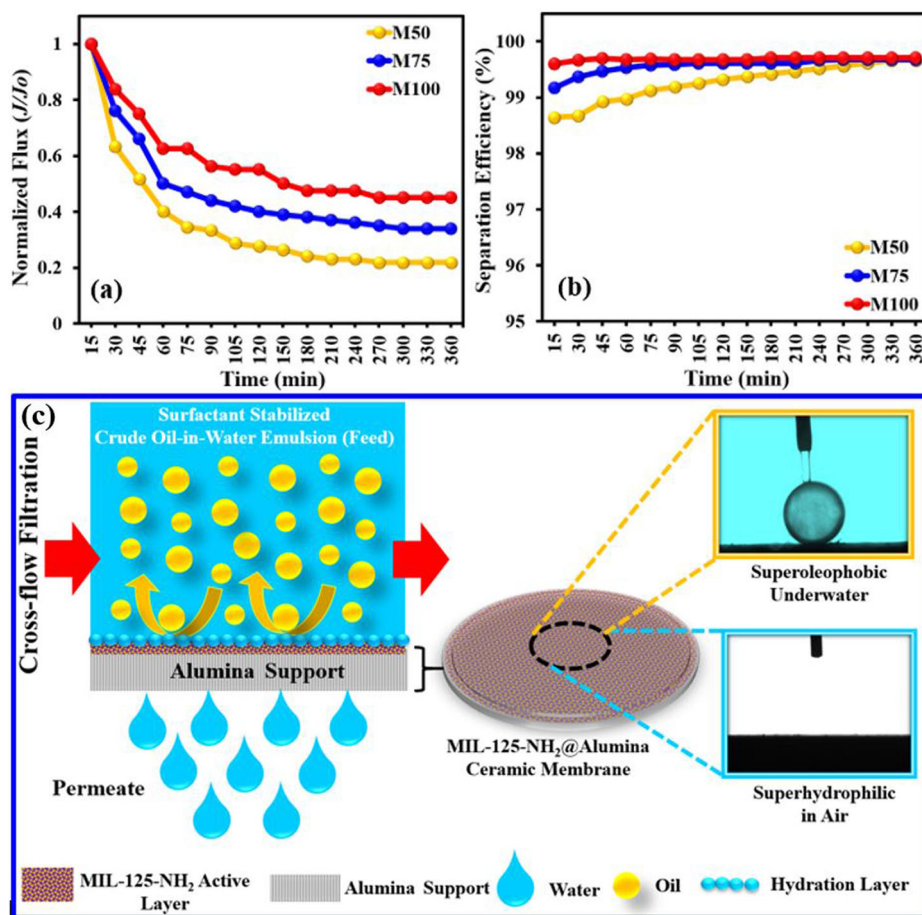 M50
M75
M100
1
0.8
0.6
0.4
0.2
0
Normalized Flux (J/Jo)
(a)
15 30 45 60 75 90 105 120 150 180 210 240 270 300 330 360
Time (min)
100
99
98
97
96
95
Separation Efficiency (%)
(b)
M50
M75
M100
15 30 45 60 75 90 105 120 150 180 210 240 270 300 330 360
Time (min)
(c)
Surfactant Stabilized
Crude Oil-in-Water Emulsion (Feed)
Cross-flow Filtration
Alumina Support
Permeate
MIL-125-NH₂@Alumina
Ceramic Membrane
Superoleophobic
Underwater
Superhydrophilic
in Air
MIL-125-NH₂ Active
Layer
Alumina Support
Water
Oil
Hydration Layer